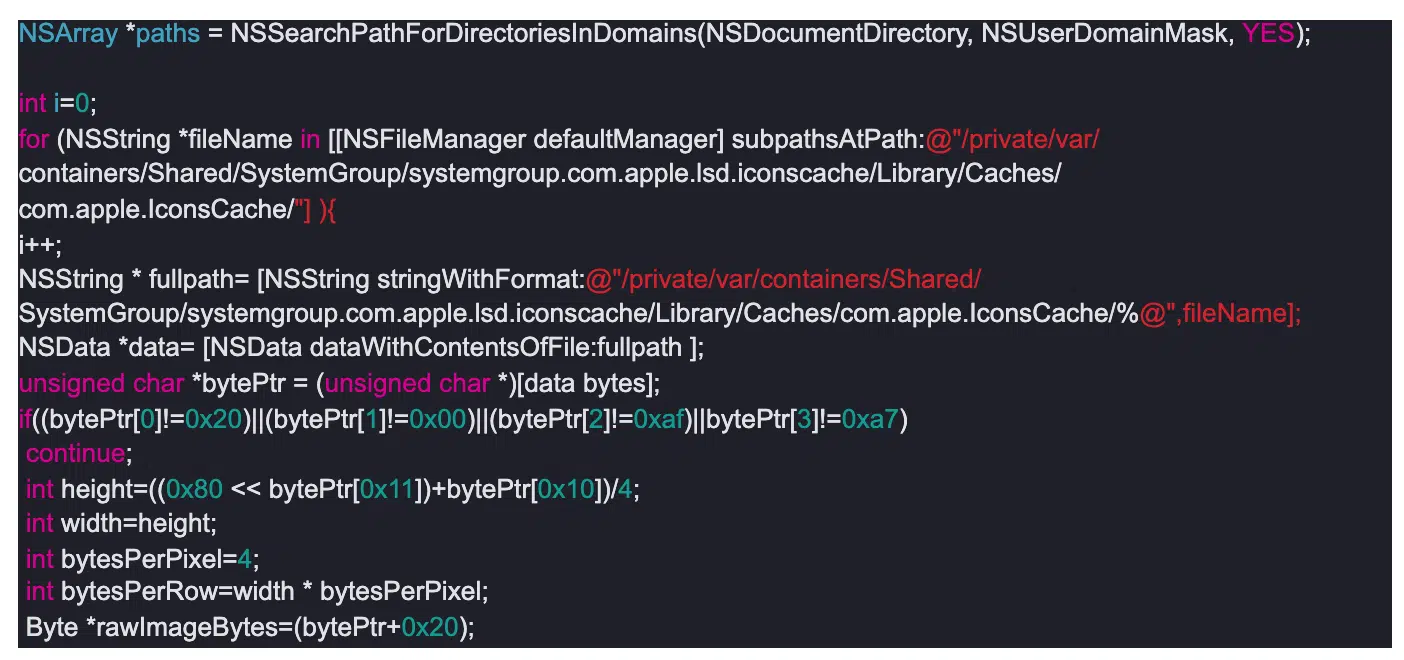 NSArray *paths = NSSearchPathForDirectoriesInDomains(NSDocumentDirectory, NSUserDomainMask, YES);
int i=0;
for (NSString *fileName in [[NSFileManager defaultManager] subpathsAtPath:@"/private/var/
containers/Shared/SystemGroup/systemgroup.com.apple.lsd.iconscache/Library/Caches/
com.apple.IconsCache/"] ){
i++;
NSString * fullpath= [NSString stringWithFormat:@"/private/var/containers/Shared/
SystemGroup/systemgroup.com.apple.lsd.iconscache/Library/Caches/com.apple.IconsCache/%@",fileName];
NSData *data= [NSData dataWithContentsOfFile:fullpath ];
unsigned char *bytePtr = (unsigned char *)[data bytes];
if((bytePtr[0]!=0x20)||(bytePtr[1]!=0x00)||(bytePtr[2]!=0xaf)||bytePtr[3]!=0xa7)
continue;
int height=((0x80 << bytePtr[0x11])+bytePtr[0x10])/4;
int width=height;
int bytesPerPixel=4;
int bytesPerRow=width * bytesPerPixel;
Byte *rawImageBytes=(bytePtr+0x20);